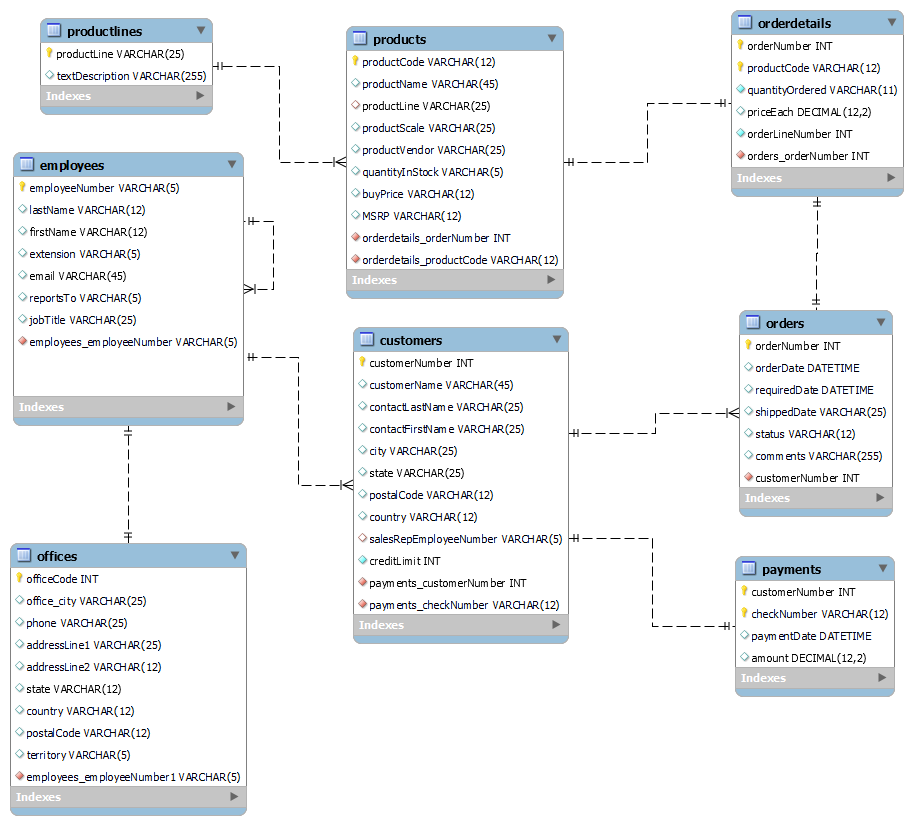 productlines
productLine VARCHAR(25)
textDescription VARCHAR(255)
Indexes
products
productCode VARCHAR(12)
productName VARCHAR(45)
productLine VARCHAR(25)
productScale VARCHAR(25)
productVendor VARCHAR(25)
quantityInStock VARCHAR(5)
buyPrice VARCHAR(12)
MSRP VARCHAR(12)
orderdetails_orderNumber INT
orderdetails_productCode VARCHAR(12)
Indexes
orderdetails
orderNumber INT
productCode VARCHAR(12)
quantityOrdered VARCHAR(11)
priceEach DECIMAL(12,2)
orderLineNumber INT
orders_orderNumber INT
Indexes
employees
employeeNumber VARCHAR(5)
lastName VARCHAR(12)
firstName VARCHAR(12)
extension VARCHAR(5)
email VARCHAR(45)
reportsTo VARCHAR(5)
jobTitle VARCHAR(25)
employees_employeeNumber VARCHAR(5)
Indexes
customers
customerNumber INT
customerName VARCHAR(45)
contactLastName VARCHAR(25)
contactFirstName VARCHAR(25)
city VARCHAR(25)
state VARCHAR(25)
postalCode VARCHAR(12)
country VARCHAR(12)
salesRepEmployeeNumber VARCHAR(5)
creditLimit INT
payments_customerNumber INT
payments_checkNumber VARCHAR(12)
Indexes
orders
orderNumber INT
orderDate DATETIME
requiredDate DATETIME
shippedDate VARCHAR(25)
status VARCHAR(12)
comments VARCHAR(255)
customerNumber INT
Indexes
offices
officeCode INT
office_city VARCHAR(25)
phone VARCHAR(25)
addressLine1 VARCHAR(25)
addressLine2 VARCHAR(12)
state VARCHAR(12)
country VARCHAR(12)
postalCode VARCHAR(12)
territory VARCHAR(5)
employees_employeeNumber1 VARCHAR(5)
Indexes
payments
customerNumber INT
checkNumber VARCHAR(12)
paymentDate DATETIME
amount DECIMAL(12,2)
Indexes